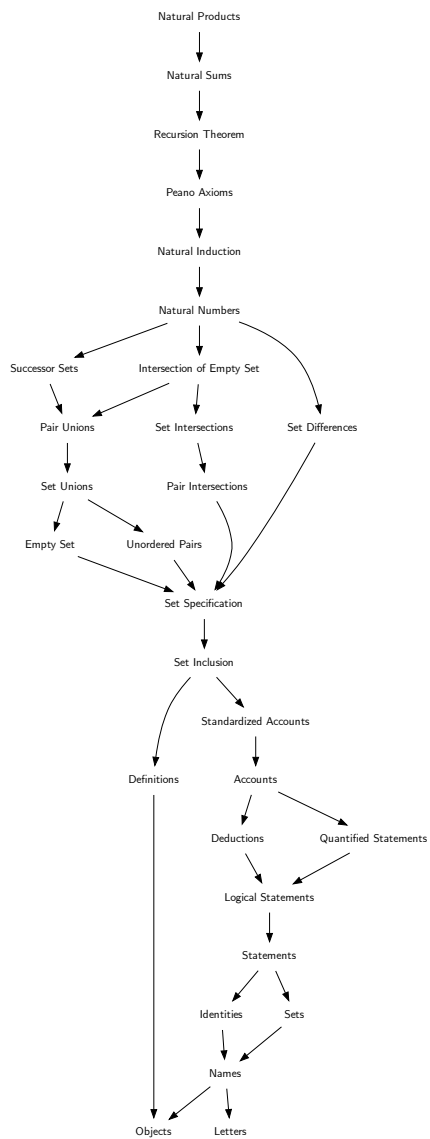 Natural Products
Natural Sums
Recursion Theorem
Peano Axioms
Natural Induction
Natural Numbers
Successor Sets
Intersection of Empty Set
Pair Unions
Set Intersections
Set Differences
Set Unions
Pair Intersections
Empty Set
Unordered Pairs
Set Specification
Set Inclusion
Standardized Accounts
Definitions
Accounts
Deductions
Quantified Statements
Logical Statements
Statements
Identities
Sets
Names
Objects
Letters